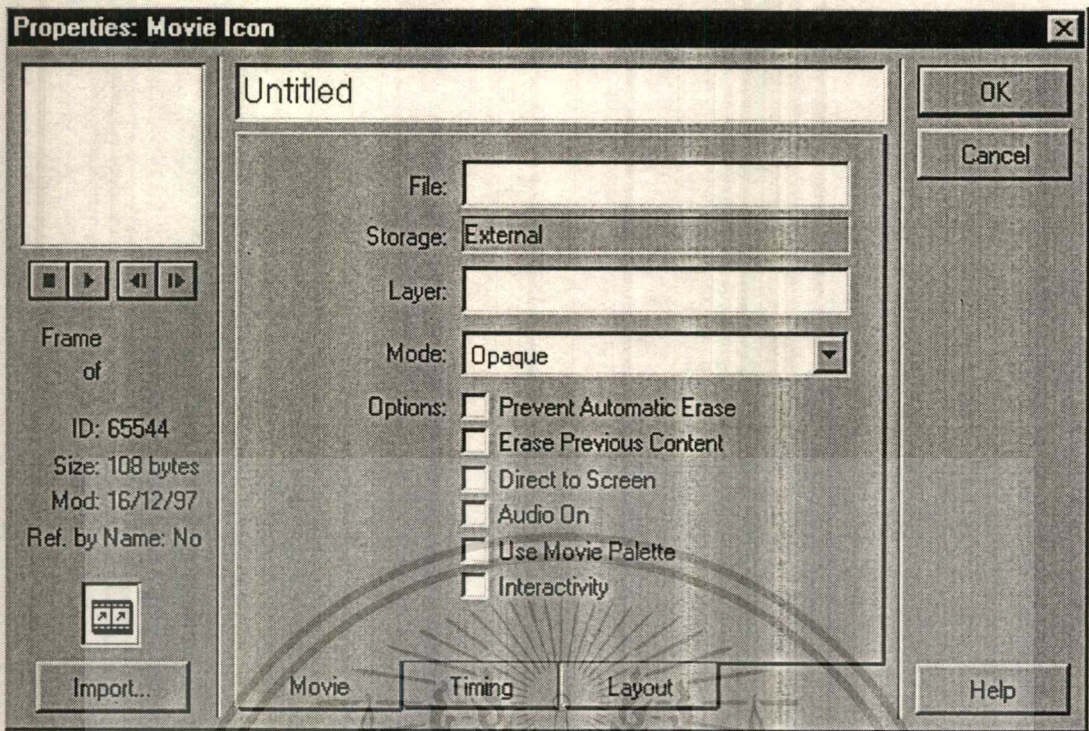 Properties: Movie Icon
Untitled
OK
Cancel
File:
Storage: External
Layer:
Mode: Opaque
Options: Prevent Automatic Erase
Erase Previous Content
Direct to Screen
Audio On
Use Movie Palette
Interactivity
Frame
of
ID: 65544
Size: 108 bytes
Mod: 16/12/97
Ref. by Name: No
Import...
Movie
Timing
Layout
Help